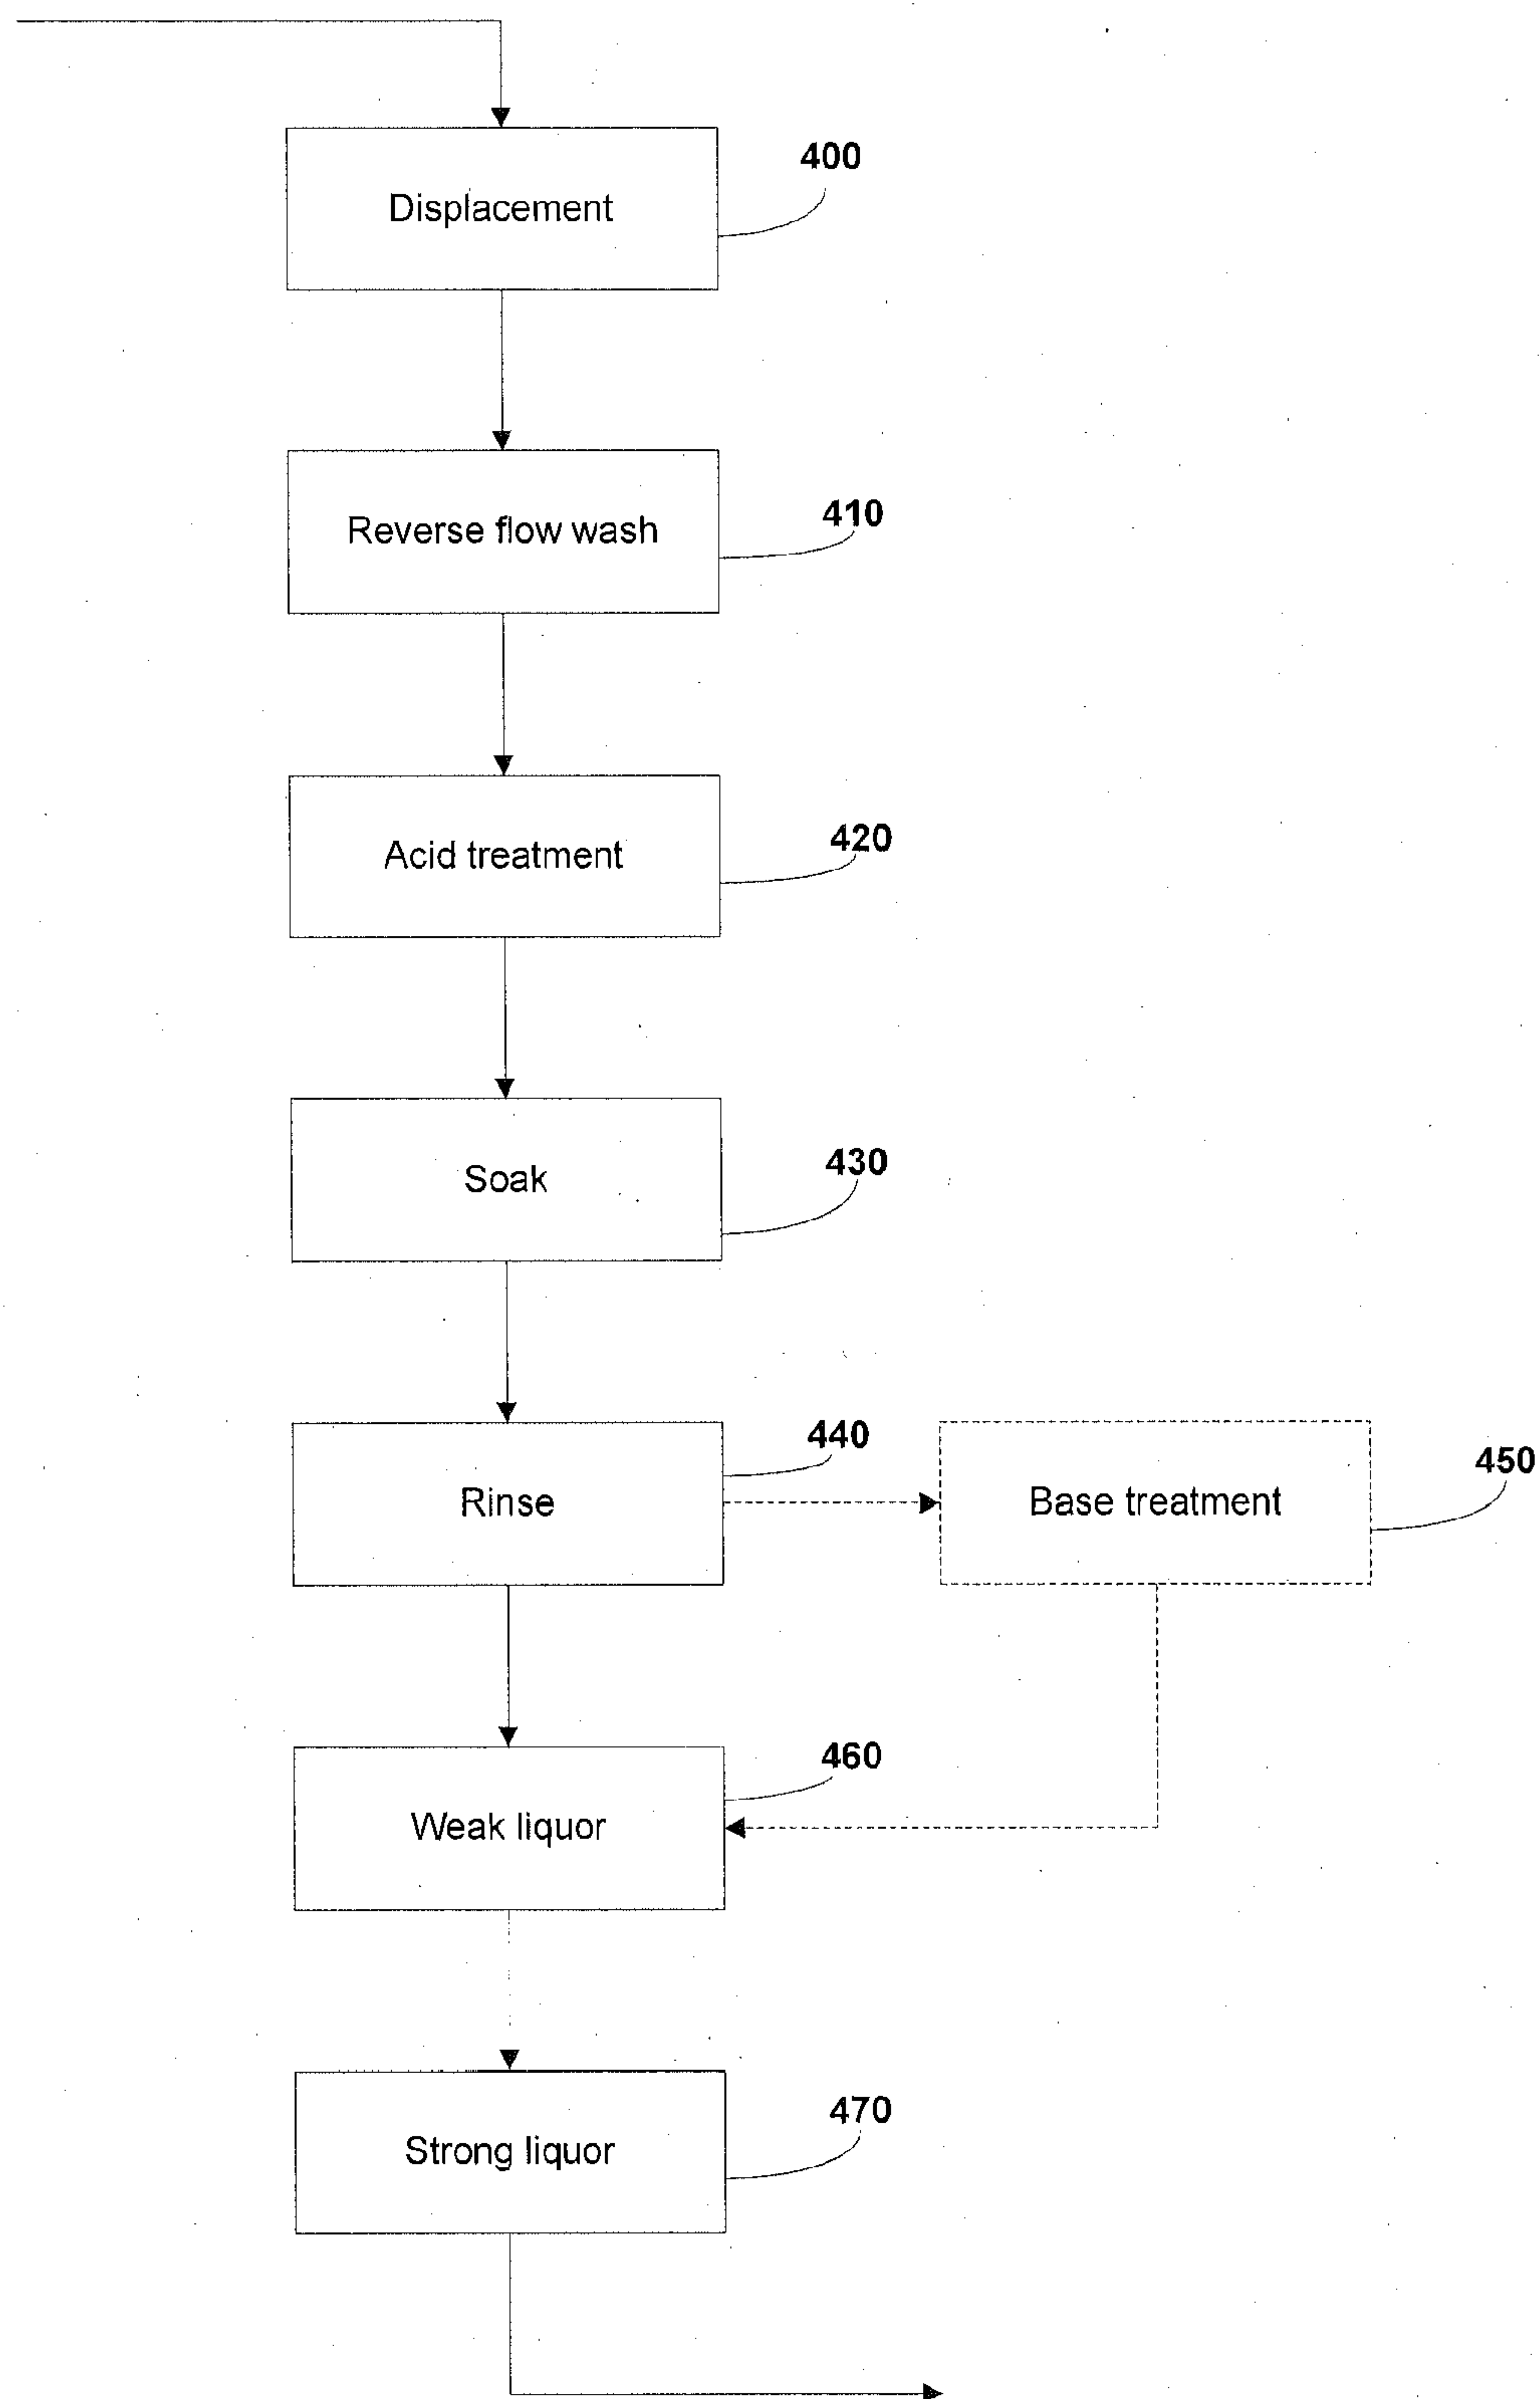 400
Displacement
410
Reverse flow wash
420
Acid treatment
430
Soak
440
Rinse
450
Base treatment
460
Weak liquor
470
Strong liquor